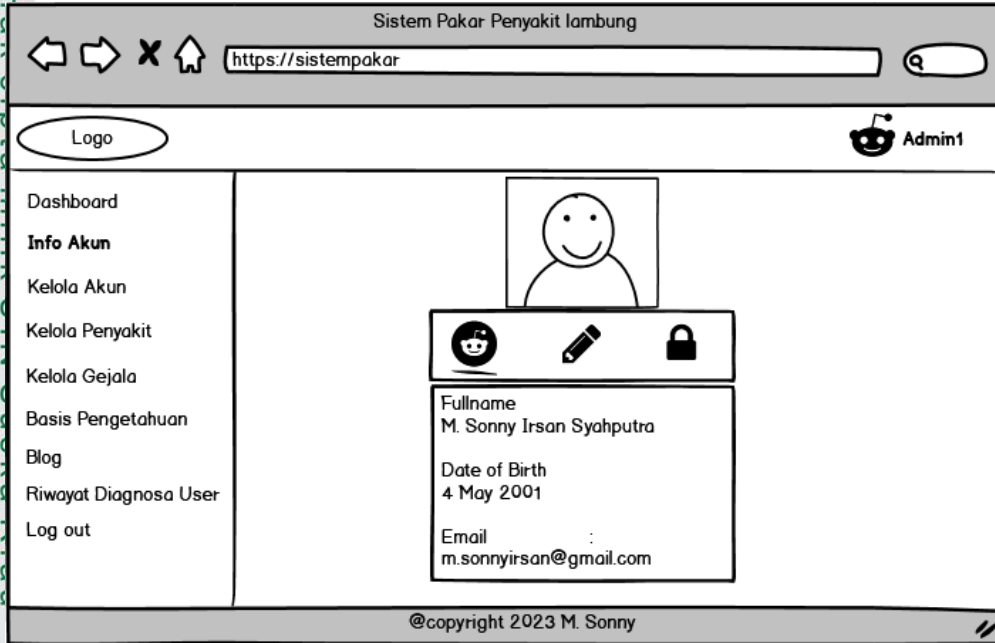 Sistem Pakar Penyakit lambung
https://sistempakar
Logo
Admin1
Dashboard
Info Akun
Kelola Akun
Kelola Penyakit
Kelola Gejala
Basis Pengetahuan
Blog
Riwayat Diagnosa User
Log out
Fullname
M. Sonny Irsan Syahputra
Date of Birth
4 May 2001
Email :
m.sonnyirsan@gmail.com
@copyright 2023 M. Sonny